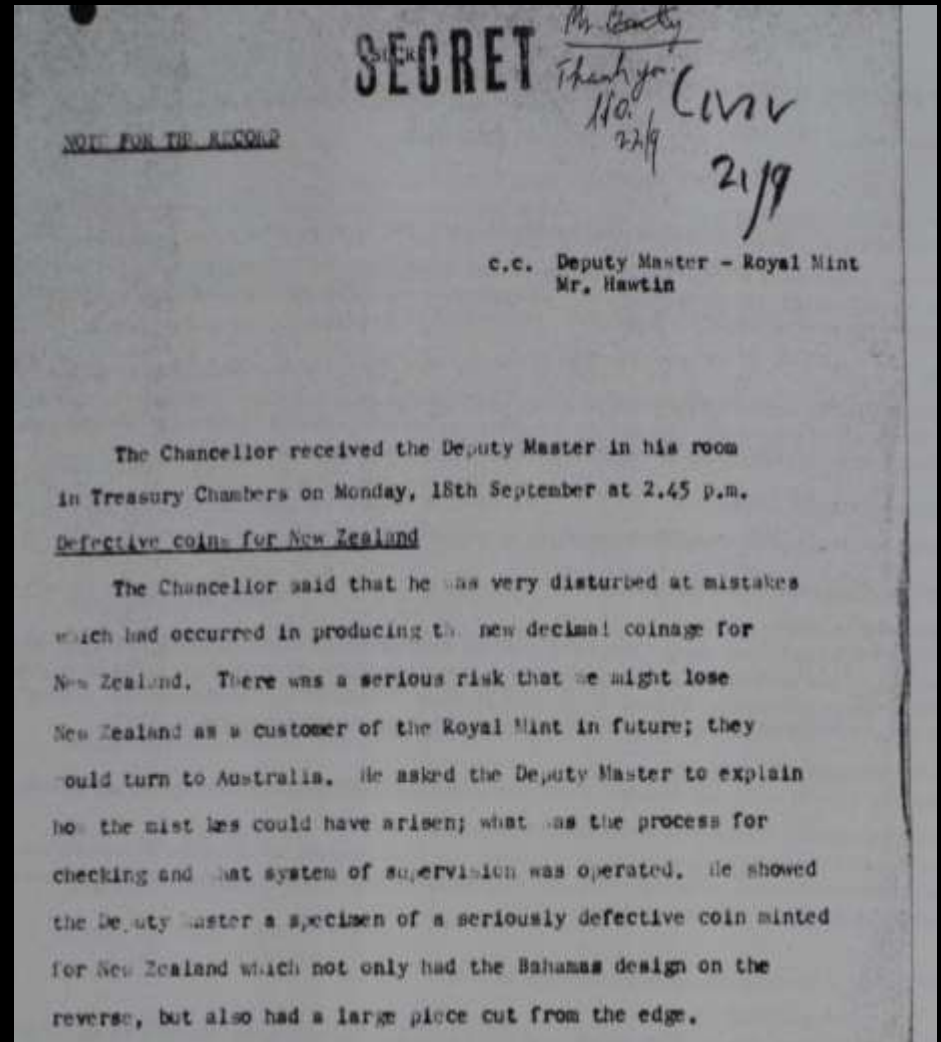 SECRET
Thank you.
22/9
21/9
NOTE FOR THE RECORD
c.c. Deputy Master - Royal Mint
Mr. Hawtin
The Chancellor received the Deputy Master in his room
in Treasury Chambers on Monday, 18th September at 2.45 p.m.
Defective coins for New Zealand
The Chancellor said that he was very disturbed at mistakes
which had occurred in producing the new decimal coinage for
New Zealand. There was a serious risk that we might lose
New Zealand as a customer of the Royal Mint in future; they
would turn to Australia. He asked the Deputy Master to explain
how the mistakes could have arisen; what was the process for
checking and what system of supervision was operated. He showed
the Deputy Master a specimen of a seriously defective coin minted
for New Zealand which not only had the Bahamas design on the
reverse, but also had a large piece cut from the edge.